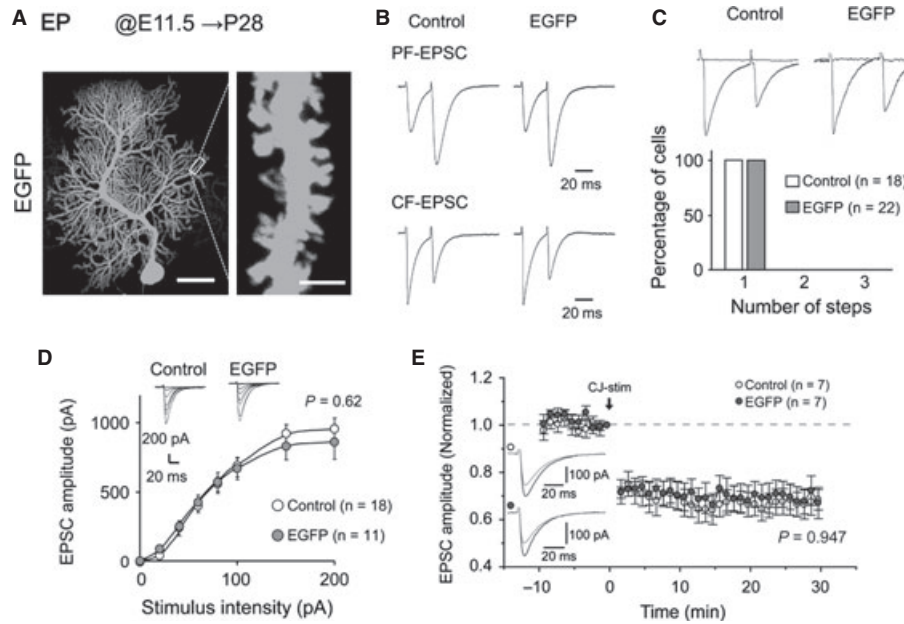 A EP @E11.5 →P28
EGFP
B Control EGFP
PF-EPSC
20 ms
20 ms
CF-EPSC
20 ms
20 ms
C Control EGFP
Percentage of cells
100
50
0
Control (n = 18)
EGFP (n = 22)
1 2 3
Number of steps
D Control EGFP
P = 0.62
200 pA
20 ms
EPSC amplitude (pA)
1000
500
0
Control (n = 18)
EGFP (n = 11)
0 100 200
Stimulus intensity (pA)
E
CJ-stim
Control (n = 7)
EGFP (n = 7)
EPSC amplitude (Normalized)
1.2
1.0
0.8
0.6
0.4
100 pA
20 ms
100 pA
20 ms
P = 0.947
–10 0 10 20 30
Time (min)